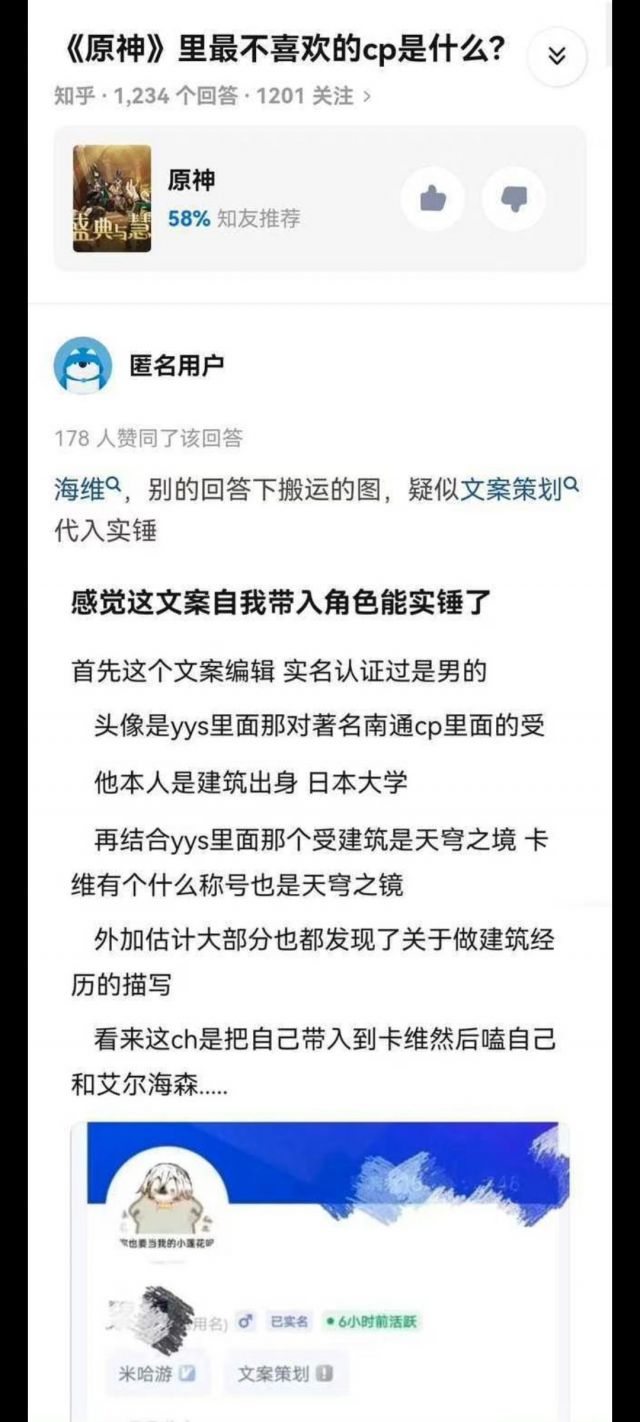 《原神》里最不喜欢的cp是什么?
知乎 · 1,234 个回答 · 1201 关注 >
盛典与慧
原神
58% 知友推荐
匿名用户
178 人赞同了该回答
海维，别的回答下搬运的图，疑似文案策划
代入实锤
感觉这文案自我带入角色能实锤了
首先这个文案编辑 实名认证过是男的
头像是yys里面那对著名南通cp里面的受
他本人是建筑出身 日本大学
再结合yys里面那个受建筑是天穹之境 卡
维有个什么称号也是天穹之镜
外加估计大部分也都发现了关于做建筑经
历的描写
看来这ch是把自己带入到卡维然后嗑自己
和艾尔海森.....
也要当我的小莲花吧
用名) ♂ 已实名 • 6小时前活跃
米哈游 文案策划